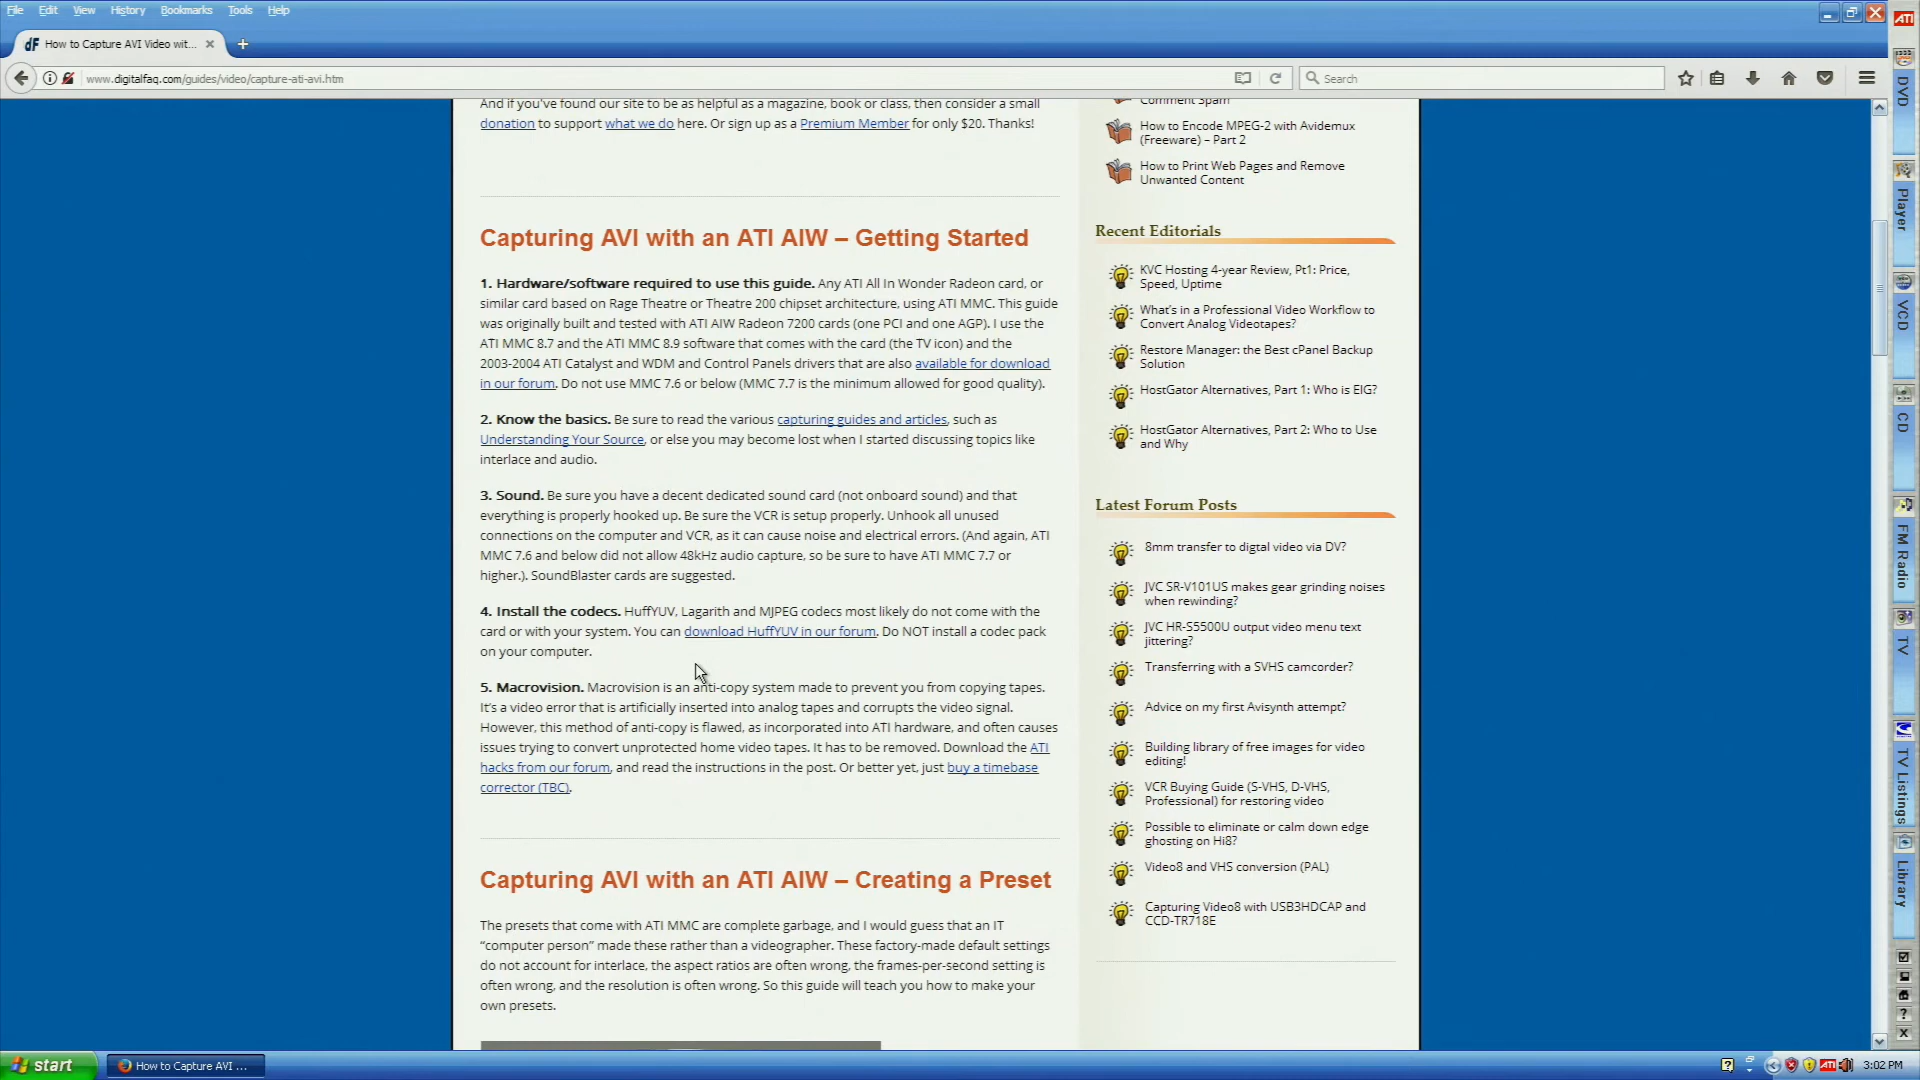 File Edit View History Bookmarks Tools Help
dF How to Capture AVI Video wit...
www.digitalfaq.com/guides/video/capture-ati-avi.htm
Search
And if you've found our site to be as helpful as a magazine, book or class, then consider a small
donation to support what we do here. Or sign up as a Premium Member for only $20. Thanks!
Capturing AVI with an ATI AIW – Getting Started
1. Hardware/software required to use this guide. Any ATI All In Wonder Radeon card, or
similar card based on Rage Theatre or Theatre 200 chipset architecture, using ATI MMC. This guide
was originally built and tested with ATI AIW Radeon 7200 cards (one PCI and one AGP). I use the
ATI MMC 8.7 and the ATI MMC 8.9 software that comes with the card (the TV icon) and the
2003-2004 ATI Catalyst and WDM and Control Panels drivers that are also available for download
in our forum. Do not use MMC 7.6 or below (MMC 7.7 is the minimum allowed for good quality).
2. Know the basics. Be sure to read the various capturing guides and articles, such as
Understanding Your Source, or else you may become lost when I started discussing topics like
interlace and audio.
3. Sound. Be sure you have a decent dedicated sound card (not onboard sound) and that
everything is properly hooked up. Be sure the VCR is setup properly. Unhook all unused
connections on the computer and VCR, as it can cause noise and electrical errors. (And again, ATI
MMC 7.6 and below did not allow 48kHz audio capture, so be sure to have ATI MMC 7.7 or
higher.). SoundBlaster cards are suggested.
4. Install the codecs. HuffYUV, Lagarith and MJPEG codecs most likely do not come with the
card or with your system. You can download HuffYUV in our forum. Do NOT install a codec pack
on your computer.
5. Macrovision. Macrovision is an anti-copy system made to prevent you from copying tapes.
It's a video error that is artificially inserted into analog tapes and corrupts the video signal.
However, this method of anti-copy is flawed, as incorporated into ATI hardware, and often causes
issues trying to convert unprotected home video tapes. It has to be removed. Download the ATI
hacks from our forum, and read the instructions in the post. Or better yet, just buy a timebase
corrector (TBC).
Capturing AVI with an ATI AIW – Creating a Preset
The presets that come with ATI MMC are complete garbage, and I would guess that an IT
“computer person” made these rather than a videographer. These factory-made default settings
do not account for interlace, the aspect ratios are often wrong, the frames-per-second setting is
often wrong, and the resolution is often wrong. So this guide will teach you how to make your
own presets.
Comment Spam
How to Encode MPEG-2 with Avidemux
(Freeware) – Part 2
How to Print Web Pages and Remove
Unwanted Content
Recent Editorials
KVC Hosting 4-year Review, Pt1: Price,
Speed, Uptime
What's in a Professional Video Workflow to
Convert Analog Videotapes?
Restore Manager: the Best cPanel Backup
Solution
HostGator Alternatives, Part 1: Who is EIG?
HostGator Alternatives, Part 2: Who to Use
and Why
Latest Forum Posts
8mm transfer to digtal video via DV?
JVC SR-V101US makes gear grinding noises
when rewinding?
JVC HR-S5500U output video menu text
jittering?
Transferring with a SVHS camcorder?
Advice on my first Avisynth attempt?
Building library of free images for video
editing!
VCR Buying Guide (S-VHS, D-VHS,
Professional) for restoring video
Possible to eliminate or calm down edge
ghosting on Hi8?
Video8 and VHS conversion (PAL)
Capturing Video8 with USB3HDCAP and
CCD-TR718E
ATI
DVD
Player
VCD
CD
FM Radio
TV
TV Listings
Library
start
How to Capture AVI ...
ATI
3:02 PM